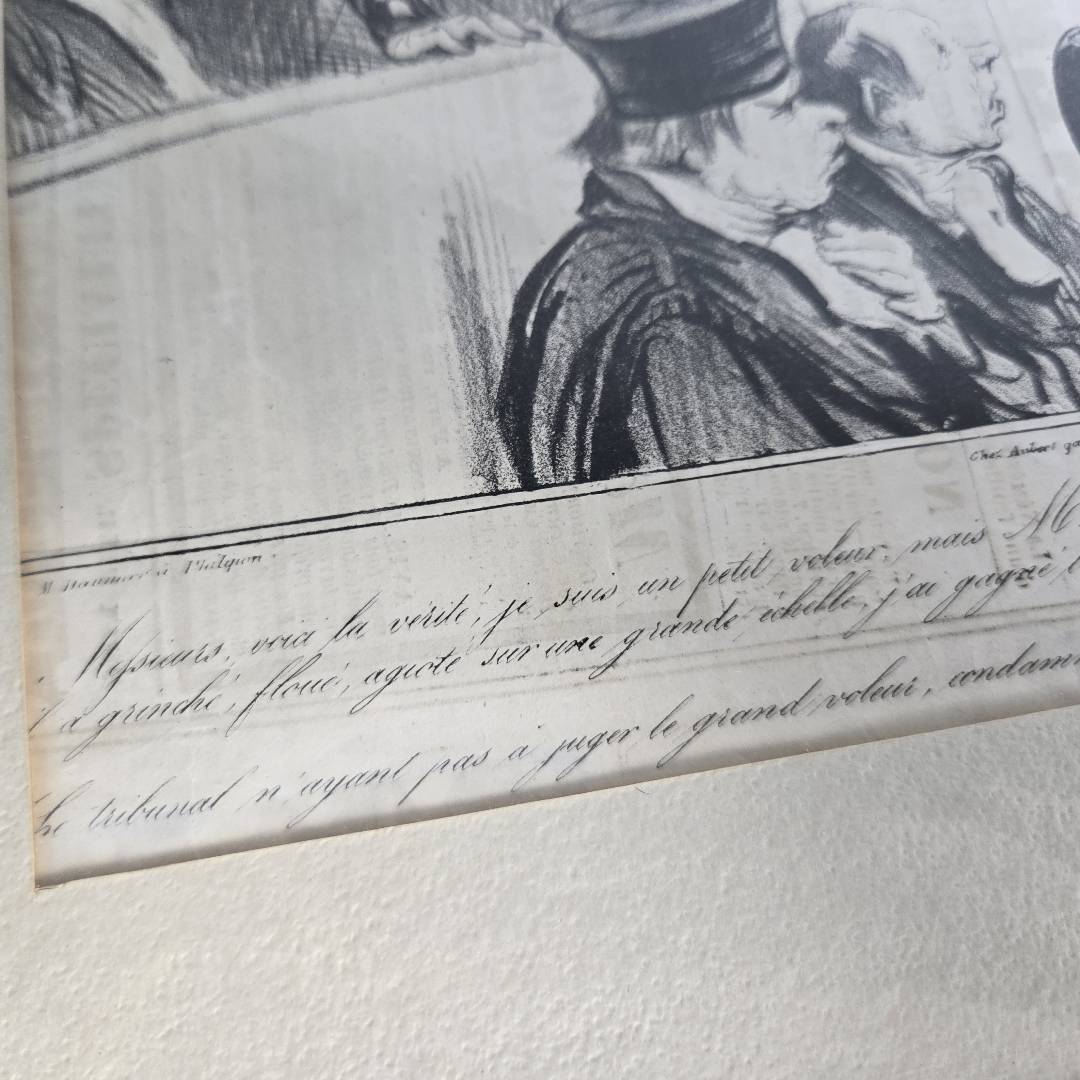 Chez Aubert
M. Daumier & Philipon
Messieurs, voici la vérité, je suis un petit voleur, mais M
a grinché, floué, agioté sur une grande échelle, j'ai gagné
Le tribunal n'ayant pas à juger le grand voleur, condam